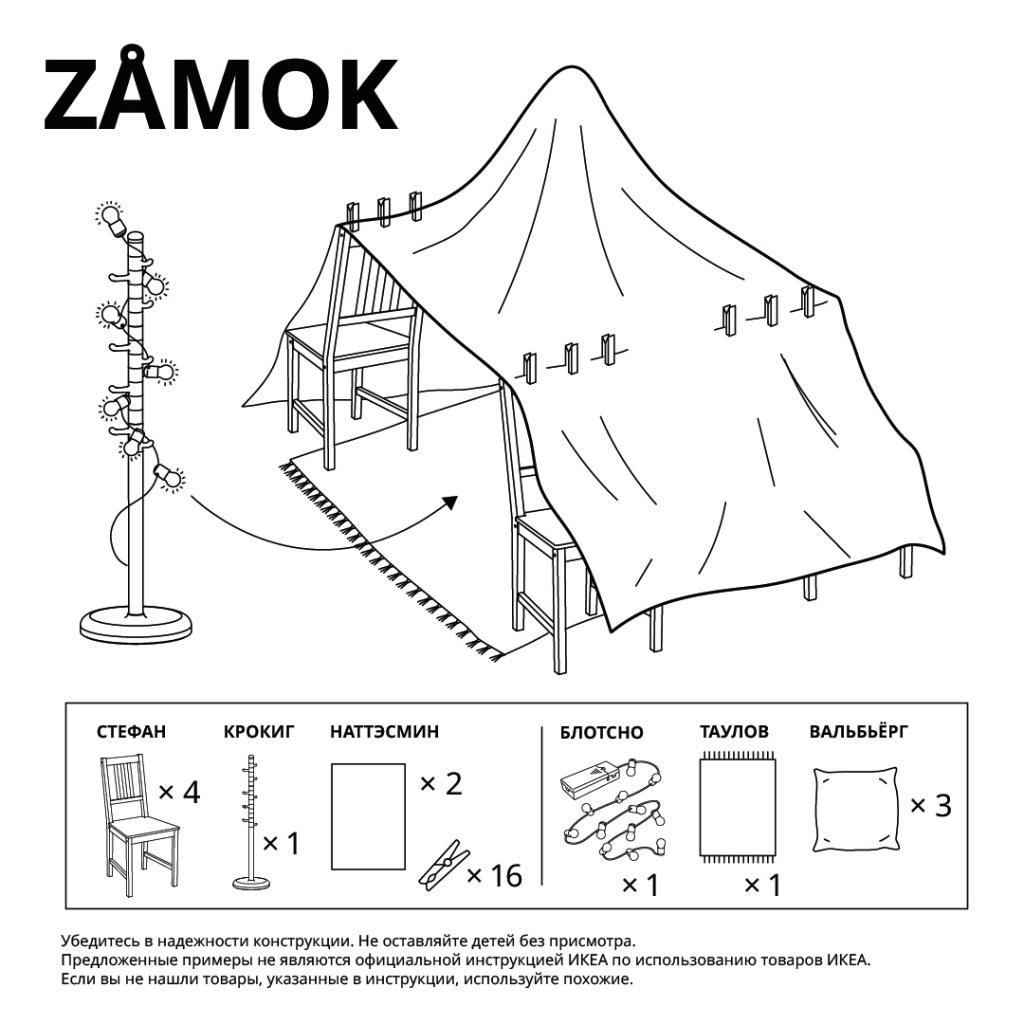 ZÅMOK
СТЕФАН
× 4
КРОКИГ
× 1
НАТТЭСМИН
× 2
× 16
БЛОТСНО
× 1
ТАУЛОВ
× 1
ВАЛЬБЬЁРГ
× 3
Убедитесь в надежности конструкции. Не оставляйте детей без присмотра.
Предложенные примеры не являются официальной инструкцией ИКЕА по использованию товаров ИКЕА.
Если вы не нашли товары, указанные в инструкции, используйте похожие.